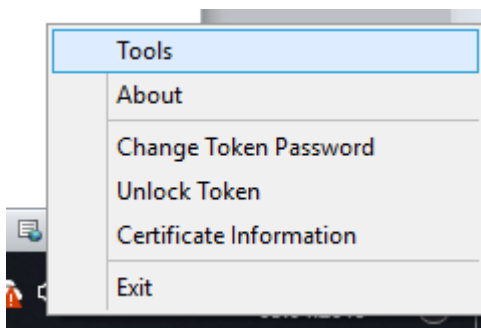 Tools
About
Change Token Password
Unlock Token
Certificate Information
Exit